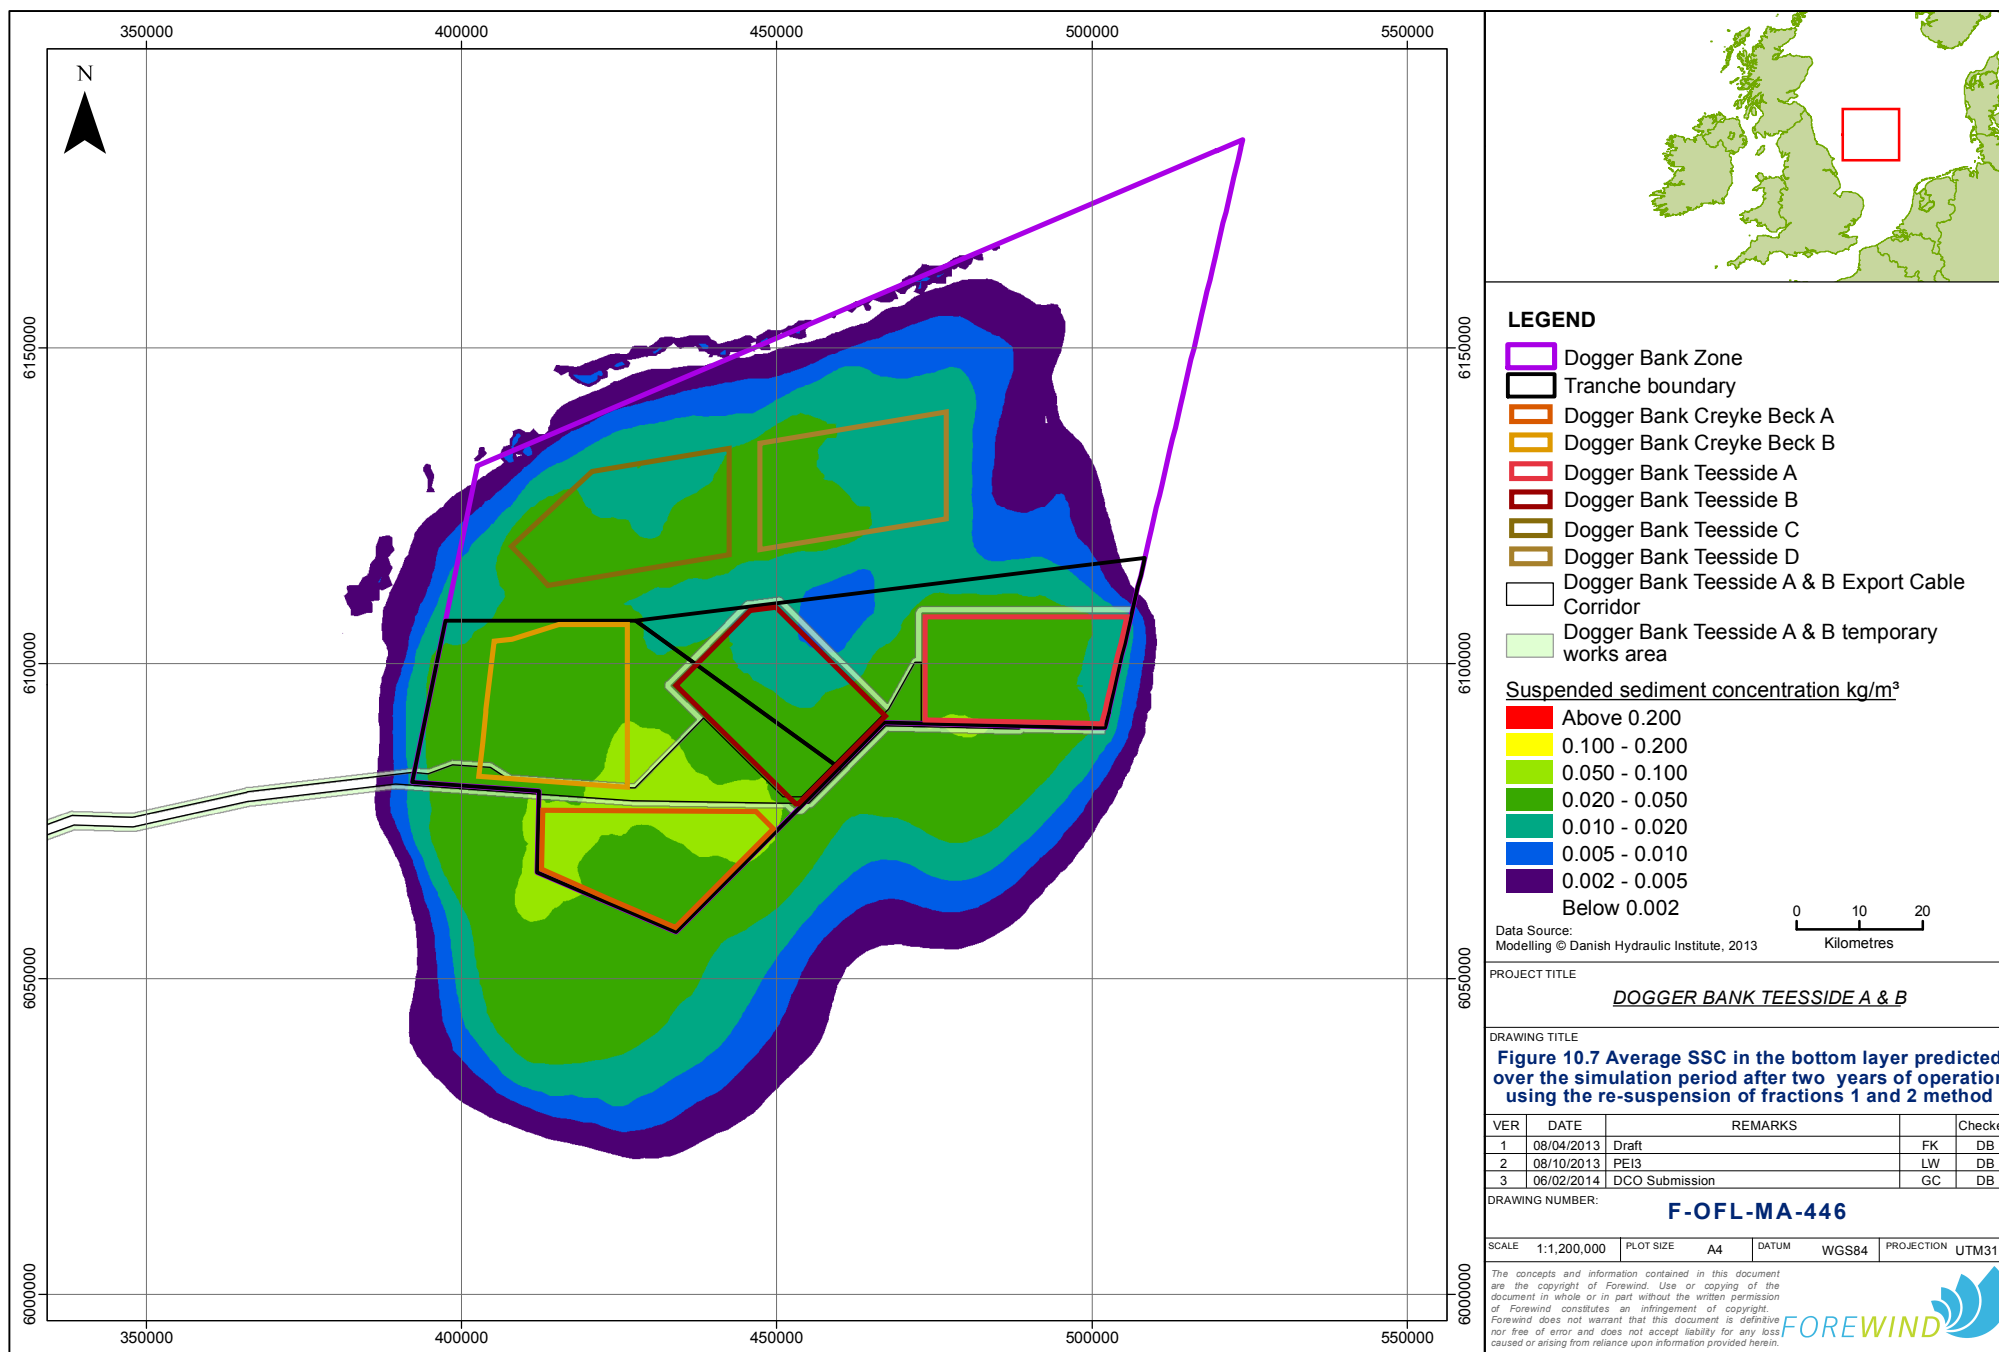 350000
400000
450000
500000
550000
N
6150000
6100000
6050000
6000000
6150000
6100000
6050000
6000000
350000
400000
450000
500000
550000
LEGEND
Dogger Bank Zone
Tranche boundary
Dogger Bank Creyke Beck A
Dogger Bank Creyke Beck B
Dogger Bank Teesside A
Dogger Bank Teesside B
Dogger Bank Teesside C
Dogger Bank Teesside D
Dogger Bank Teesside A & B Export Cable
Corridor
Dogger Bank Teesside A & B temporary
works area
Suspended sediment concentration kg/m³
Above 0.200
0.100 - 0.200
0.050 - 0.100
0.020 - 0.050
0.010 - 0.020
0.005 - 0.010
0.002 - 0.005
Below 0.002
0 10 20
Kilometres
Data Source:
Modelling © Danish Hydraulic Institute, 2013
PROJECT TITLE
DOGGER BANK TEESSIDE A & B
DRAWING TITLE
Figure 10.7 Average SSC in the bottom layer predicted
over the simulation period after two years of operation
using the re-suspension of fractions 1 and 2 method
VER DATE REMARKS Checke
1 08/04/2013 Draft FK DB
2 08/10/2013 PEI3 LW DB
3 06/02/2014 DCO Submission GC DB
DRAWING NUMBER:
F-OFL-MA-446
SCALE 1:1,200,000 PLOT SIZE A4 DATUM WGS84 PROJECTION UTM31
The concepts and information contained in this document
are the copyright of Forewind. Use or copying of the
document in whole or in part without the written permission
of Forewind constitutes an infringement of copyright.
Forewind does not warrant that this document is definitive
nor free of error and does not accept liability for any loss
caused or arising from reliance upon information provided herein.
FOREWIND